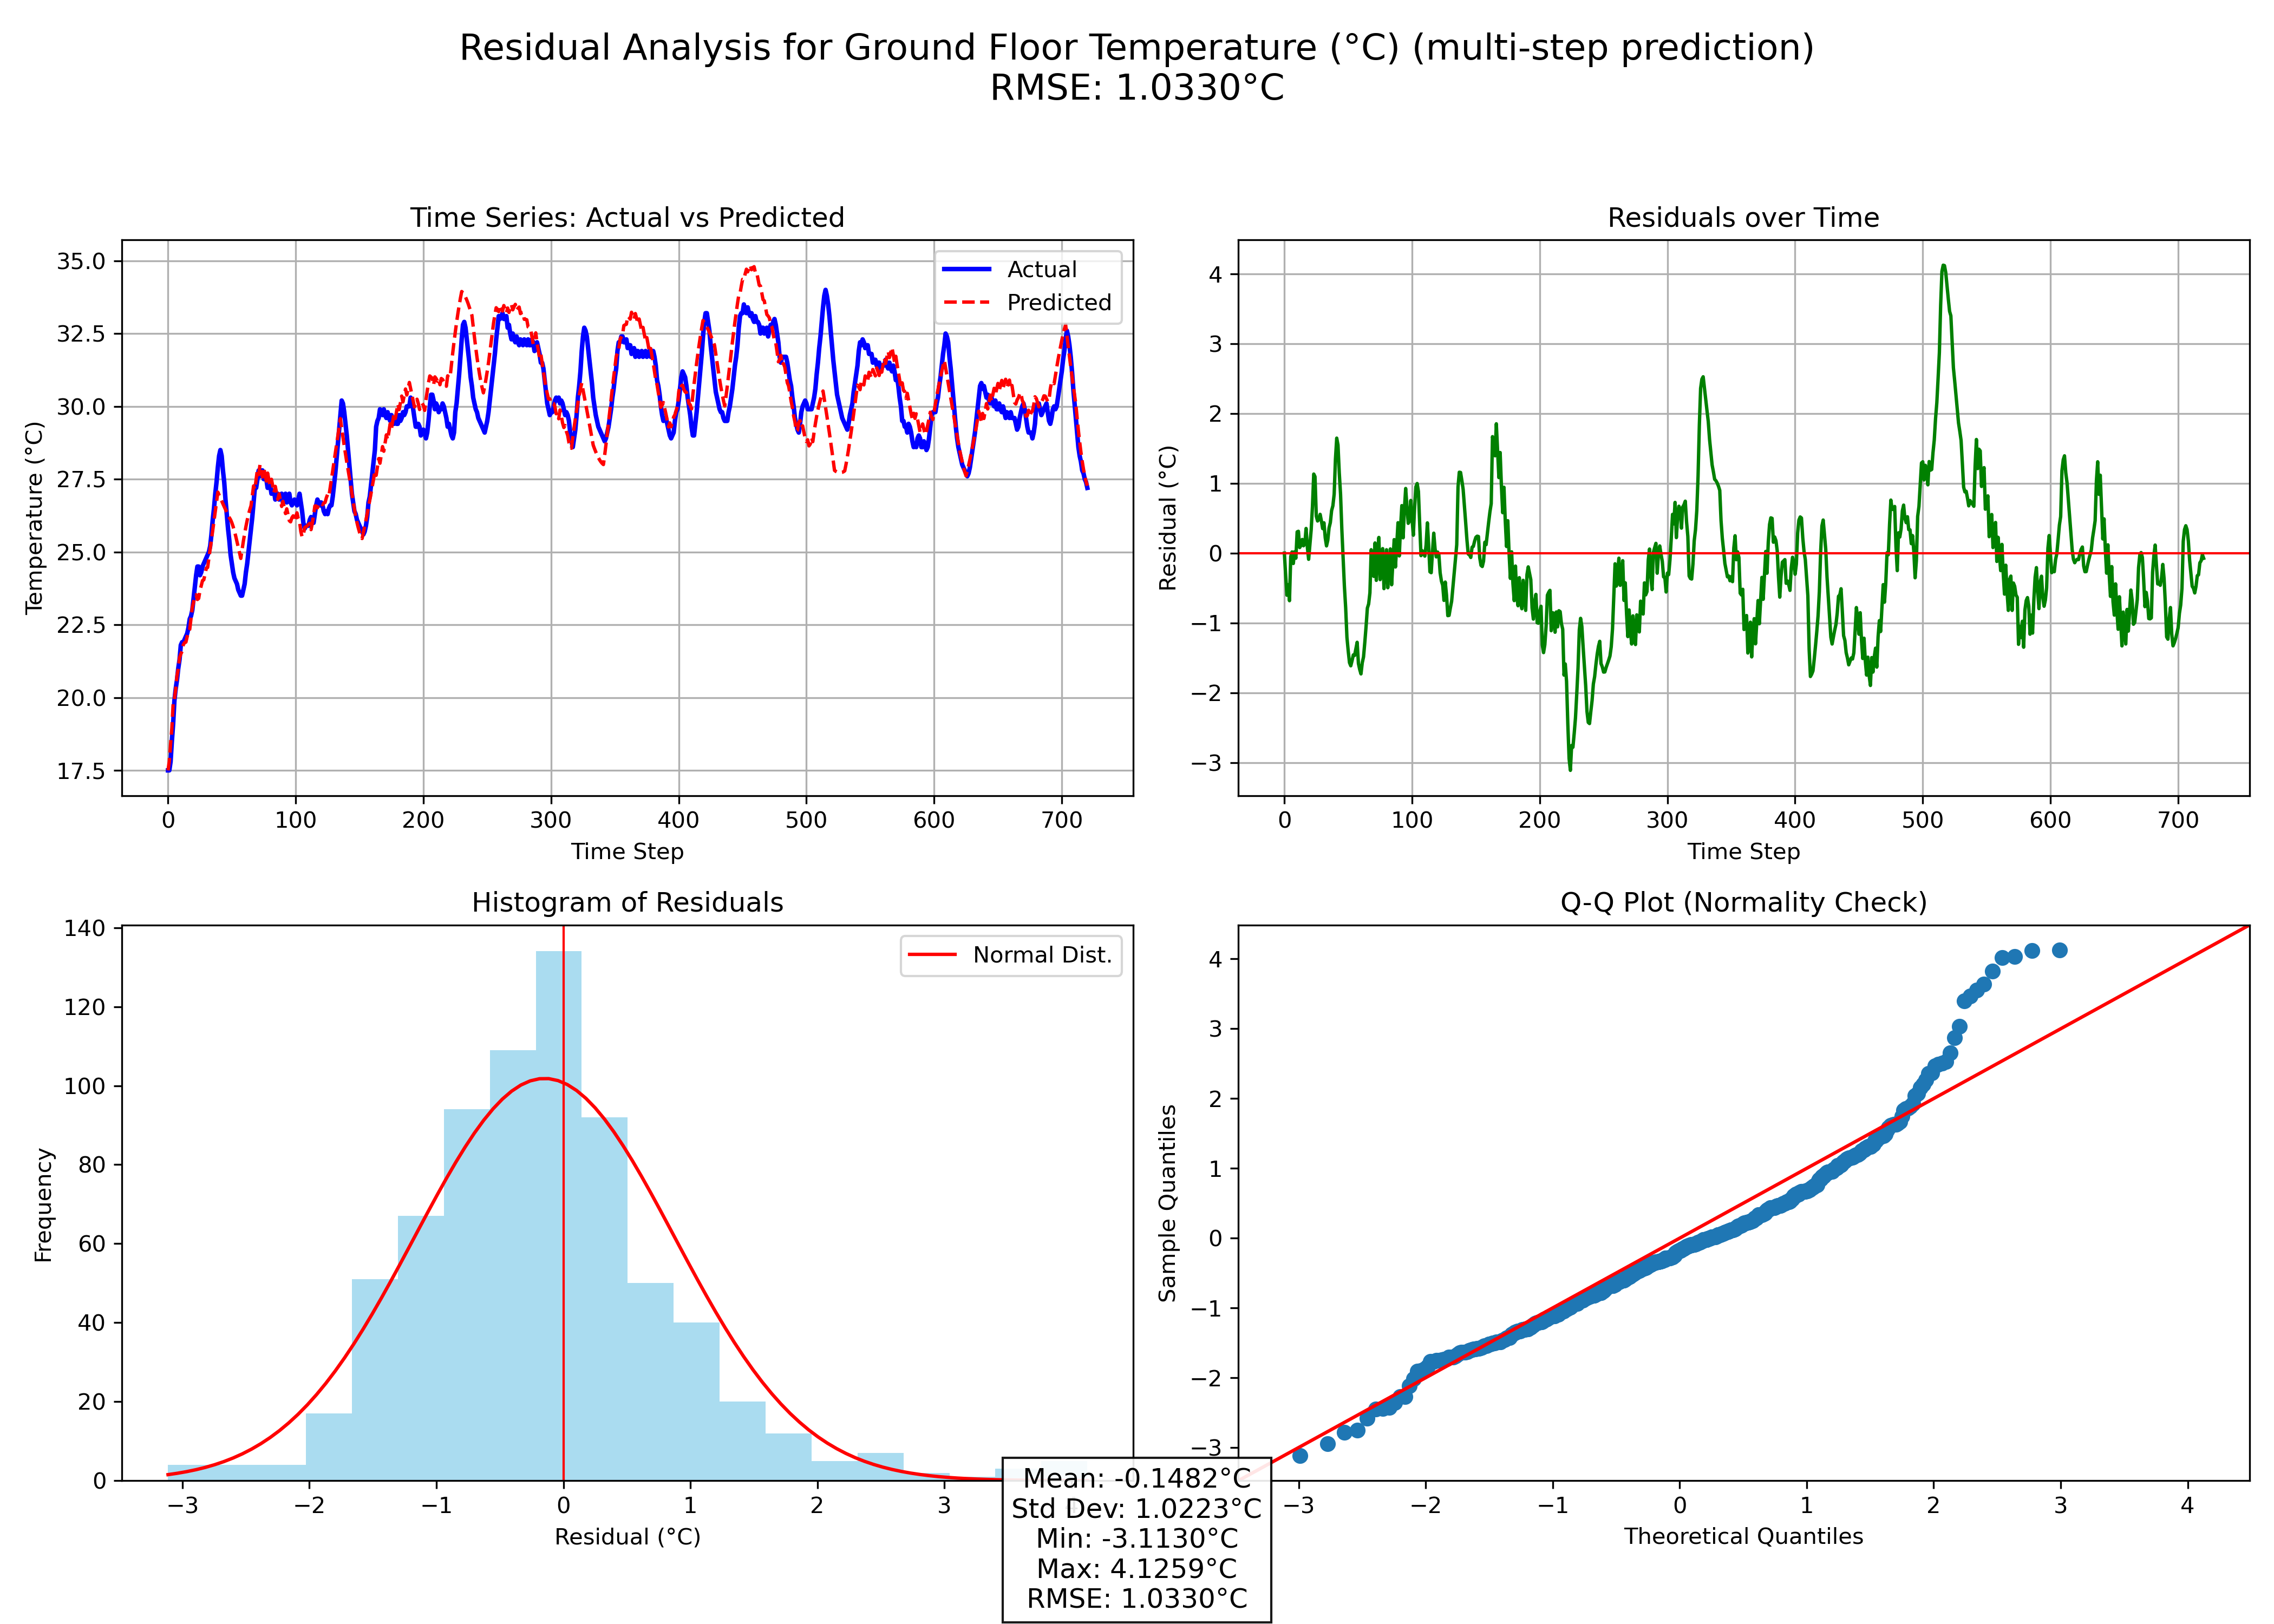 Residual Analysis for Ground Floor Temperature (°C) (multi-step prediction)
RMSE: 1.0330°C
Time Series: Actual vs Predicted
35.0
32.5
30.0
27.5
25.0
22.5
20.0
17.5
Temperature (°C)
Actual
Predicted
0 100 200 300 400 500 600 700
Time Step
Residuals over Time
4
3
2
1
0
−1
−2
−3
Residual (°C)
0 100 200 300 400 500 600 700
Time Step
Histogram of Residuals
140
120
100
80
60
40
20
0
Frequency
Normal Dist.
−3 −2 −1 0 1 2 3
Residual (°C)
Q-Q Plot (Normality Check)
4
3
2
1
0
−1
−2
−3
Sample Quantiles
−3 −2 −1 0 1 2 3 4
Theoretical Quantiles
Mean: -0.1482°C
Std Dev: 1.0223°C
Min: -3.1130°C
Max: 4.1259°C
RMSE: 1.0330°C